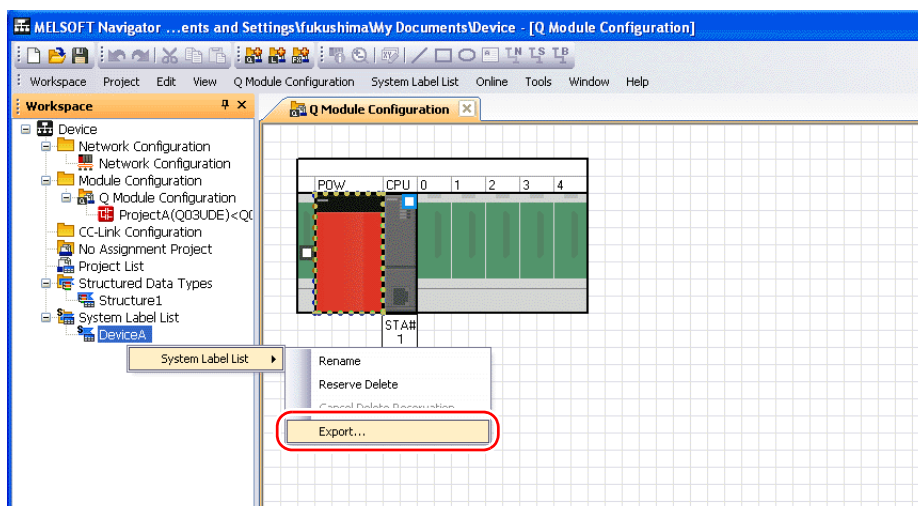 MELSOFT Navigator ...ents and Settings\fukushima\My Documents\Device - [Q Module Configuration]
Workspace Project Edit View Q Module Configuration System Label List Online Tools Window Help
Workspace
Q Module Configuration
Device
Network Configuration
Network Configuration
Module Configuration
Q Module Configuration
ProjectA(Q03UDE)<Q(
CC-Link Configuration
No Assignment Project
Project List
Structured Data Types
Structure1
System Label List
DeviceA
POW CPU 0 1 2 3 4
STA#
1
System Label List
Rename
Reserve Delete
Cancel Delete Reservation
Export...